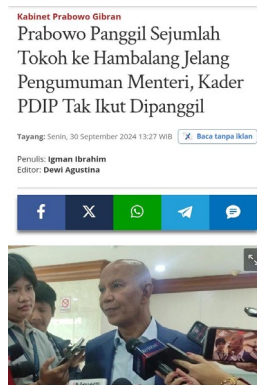 Kabinet Prabowo Gibran
Prabowo Panggil Sejumlah
Tokoh ke Hambalang Jelang
Pengumuman Menteri, Kader
PDIP Tak Ikut Dipanggil
Tayang: Senin, 30 September 2024 13:27 WIB
Baca tanpa iklan
Penulis: Igman Ibrahim
Editor: Dewi Agustina